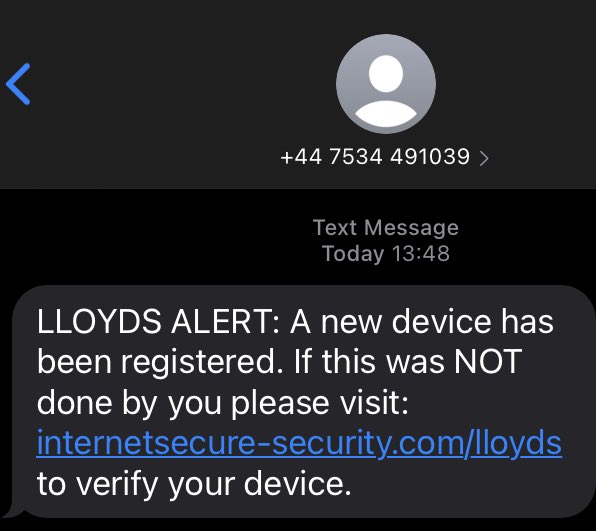 +44 7534 491039 >
Text Message
Today 13:48
LLOYDS ALERT: A new device has
been registered. If this was NOT
done by you please visit:
internetsecure-security.com/lloyds
to verify your device.